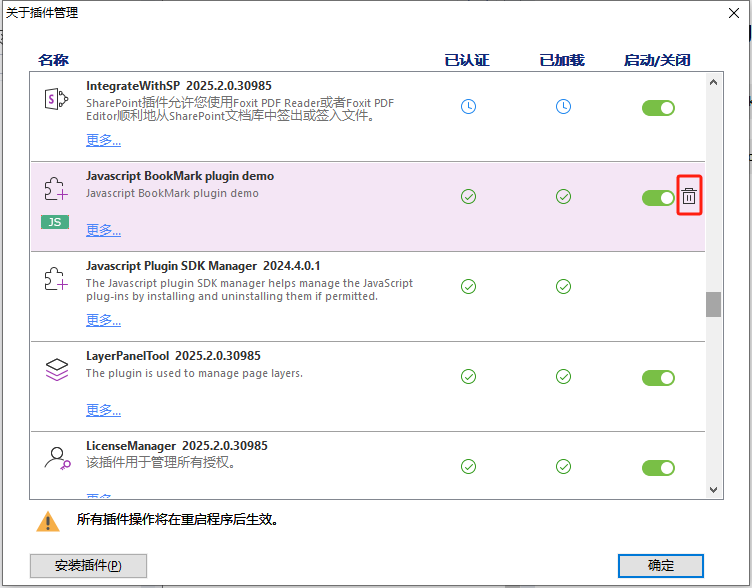 关于插件管理
名称 已认证 已加载 启动/关闭
IntegrateWithSP 2025.2.0.30985
SharePoint插件允许您使用Foxit PDF Reader或者Foxit PDF
Editor顺利地从SharePoint文档库中签出或签入文件。
更多...
Javascript BookMark plugin demo
Javascript BookMark plugin demo
JS
更多...
Javascript Plugin SDK Manager 2024.4.0.1
The Javascript plugin SDK manager helps manage the JavaScript
plug-ins by installing and uninstalling them if permitted.
更多...
LayerPanelTool 2025.2.0.30985
The plugin is used to manage page layers.
更多...
LicenseManager 2025.2.0.30985
该插件用于管理所有授权。
更多...
所有插件操作将在重启程序后生效。
安装插件(P) 确定